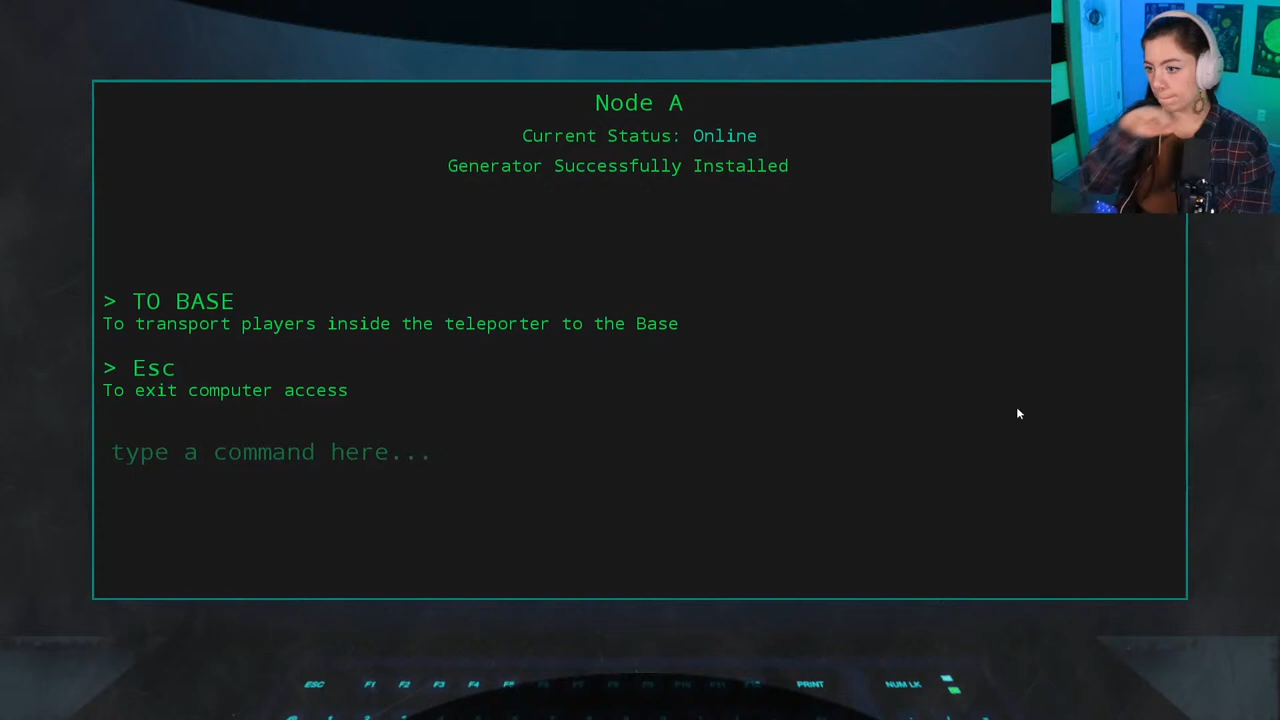 Node A
Current Status: Online
Generator Successfully Installed
> TO BASE
To transport players inside the teleporter to the Base
> Esc
To exit computer access
type a command here...
ESC F1 F2 F3 F4 F5 PRINT NUM LK